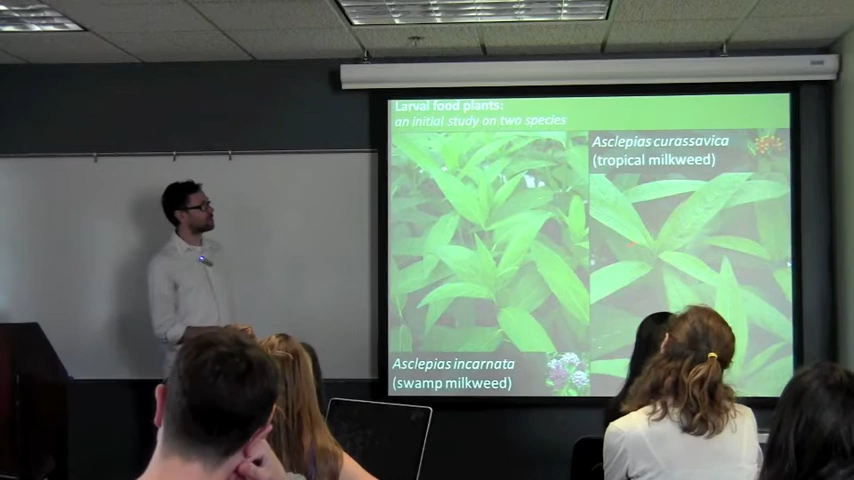 Larval food plants:
an initial study on two species
Asclepias curassavica
(tropical milkweed)
Asclepias incarnata
(swamp milkweed)